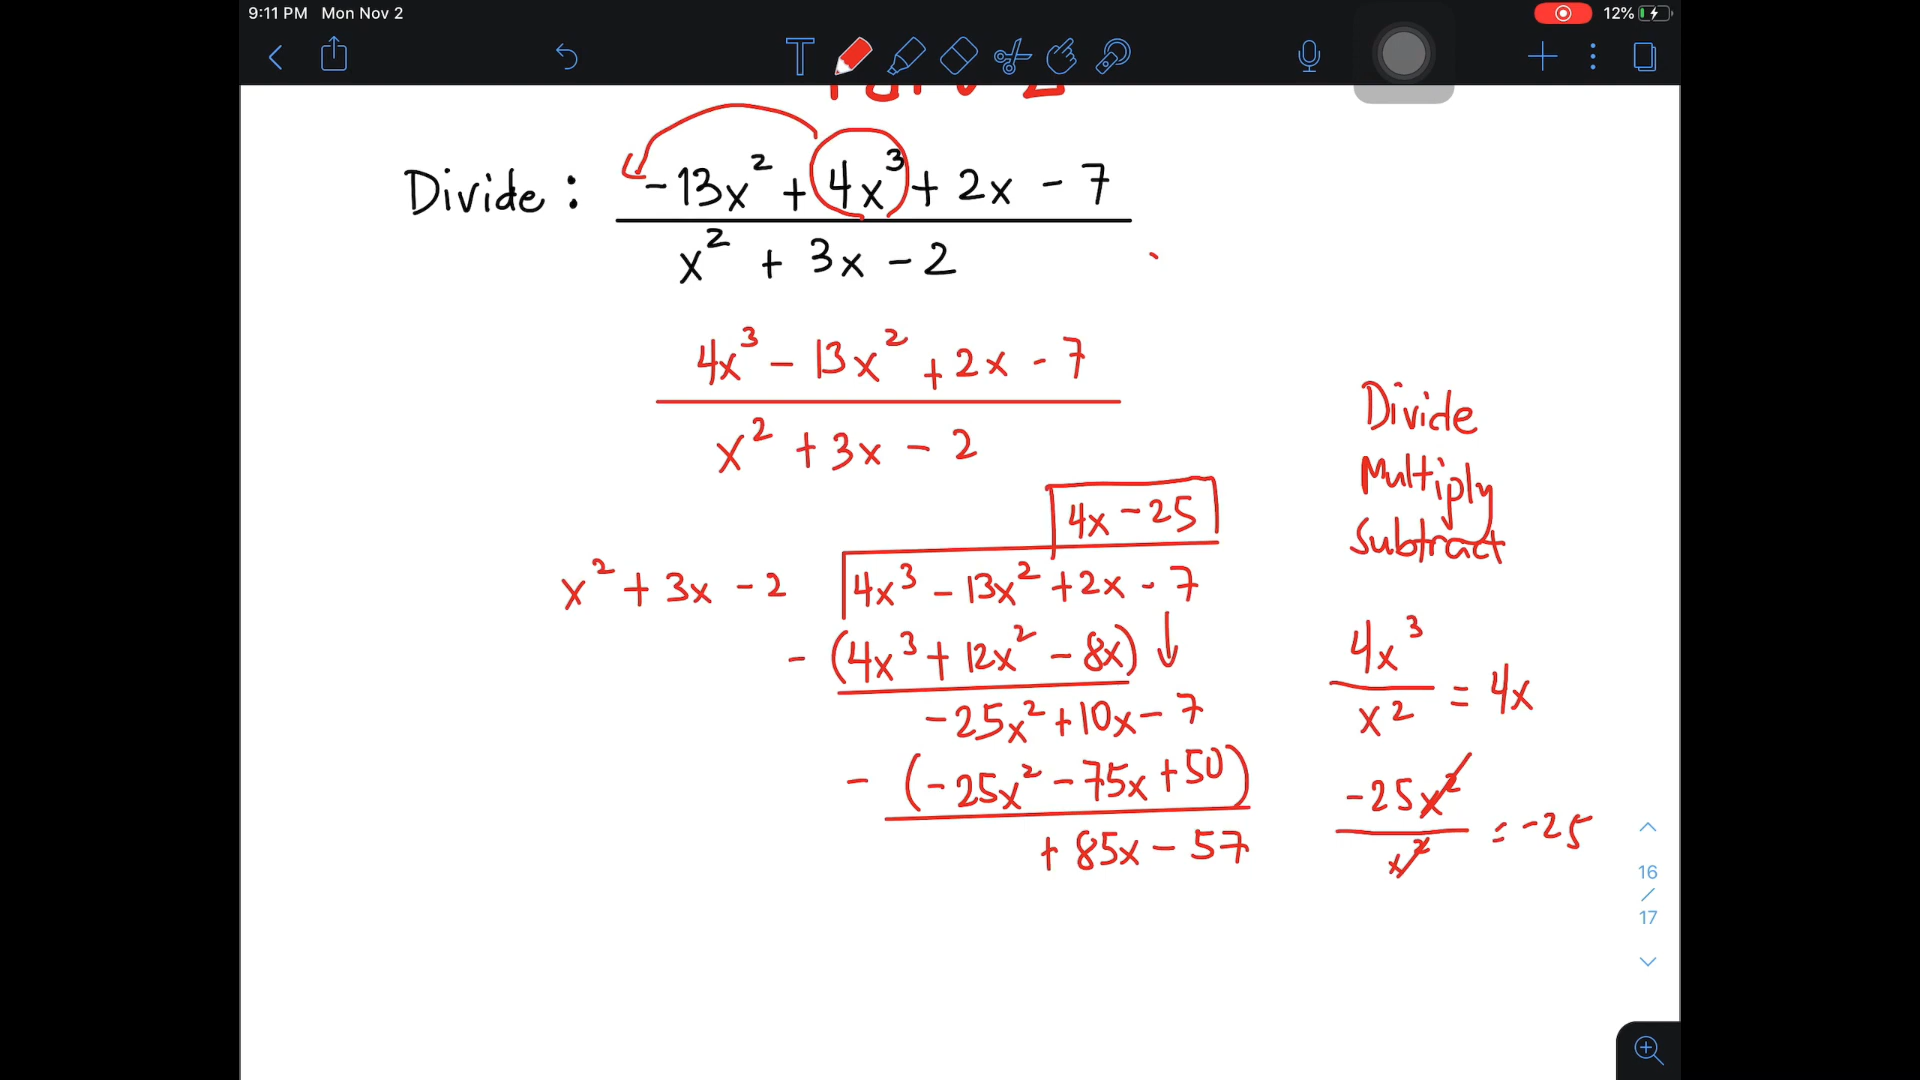 9:11 PM Mon Nov 2
12%
Divide : -13x² + 4x³ + 2x - 7
x² + 3x - 2
4x³ - 13x² + 2x - 7
x² + 3x - 2
Divide
Multiply
Subtract
4x - 25
x² + 3x - 2 4x³ - 13x² + 2x - 7
- (4x³ + 12x² - 8x)
-25x² + 10x - 7
- (-25x² - 75x + 50)
+ 85x - 57
4x³
x² = 4x
-25x²
x² = -25
16
/
17